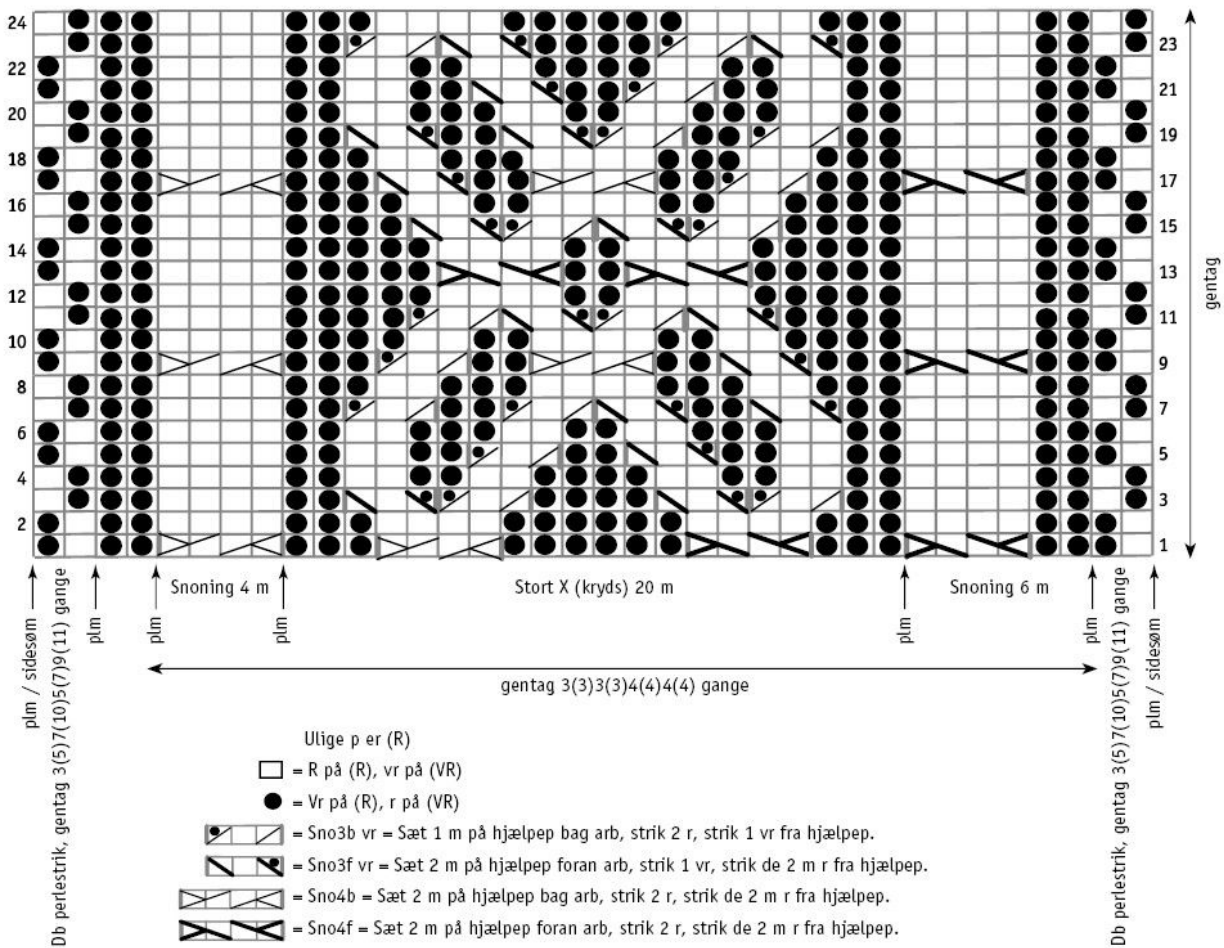 24
23
22
21
20
19
18
17
16
15
14
13
12
11
10
9
8
7
6
5
4
3
2
1
gentag
plm / sidesøm
Db perlestrik, gentag 3(5)7(10)5(7)9(11) gange
plm
plm
Snoning 4 m
plm
Stort X (kryds) 20 m
plm
Snoning 6 m
plm
Db perlestrik, gentag 3(5)7(10)5(7)9(11) gange
plm / sidesøm
gentag 3(3)3(3)4(4)4(4) gange
Ulige p er (R)
= R på (R), vr på (VR)
= Vr på (R), r på (VR)
= Sno3b vr = Sæt 1 m på hjælpep bag arb, strik 2 r, strik 1 vr fra hjælpep.
= Sno3f vr = Sæt 2 m på hjælpep foran arb, strik 1 vr, strik de 2 m r fra hjælpep.
= Sno4b = Sæt 2 m på hjælpep bag arb, strik 2 r, strik de 2 m r fra hjælpep.
= Sno4f = Sæt 2 m på hjælpep foran arb, strik 2 r, strik de 2 m r fra hjælpep.